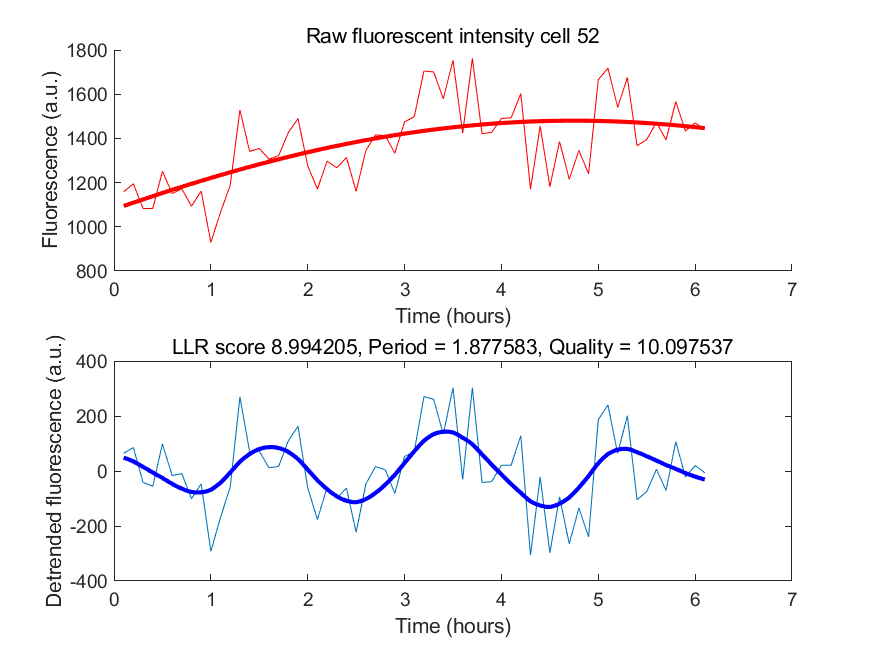 Raw fluorescent intensity cell 52
1800
1600
1400
1200
1000
800
Fluorescence (a.u.)
0 1 2 3 4 5 6 7
Time (hours)
LLR score 8.994205, Period = 1.877583, Quality = 10.097537
400
200
0
-200
-400
Detrended fluorescence (a.u.)
0 1 2 3 4 5 6 7
Time (hours)